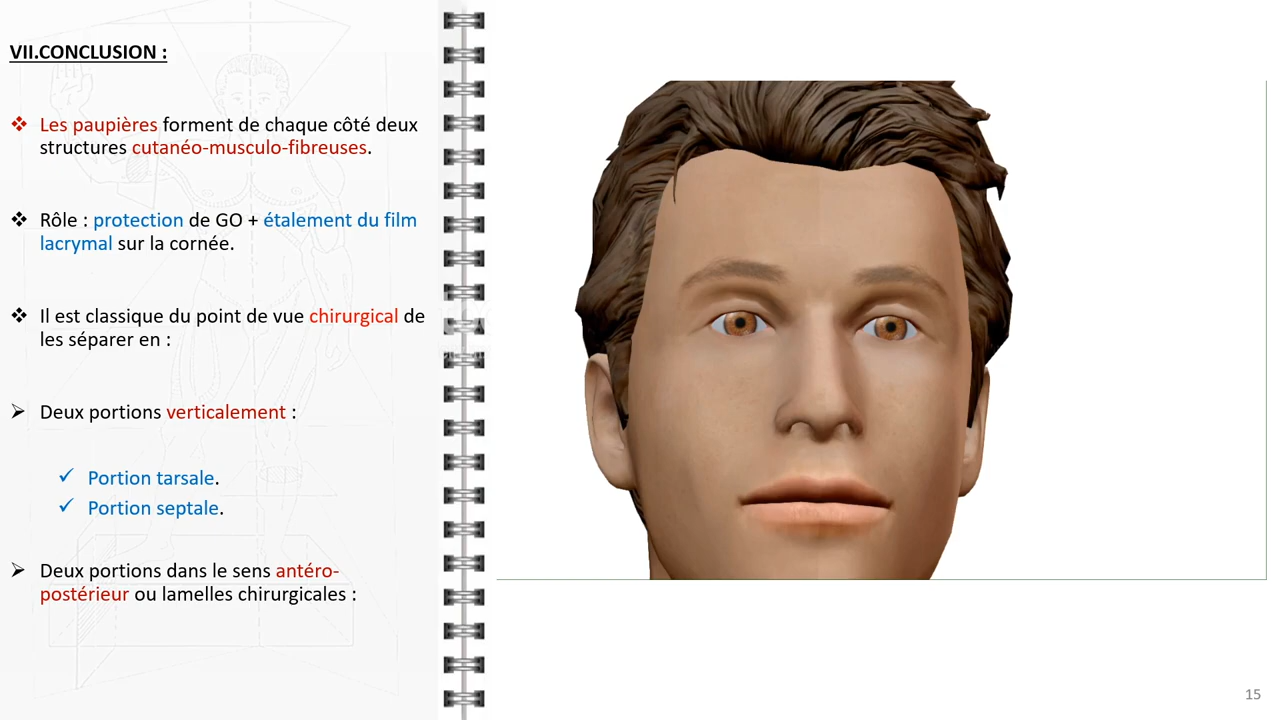 VII.CONCLUSION :
❖ Les paupières forment de chaque côté deux
structures cutanéo-musculo-fibreuses.
❖ Rôle : protection de GO + étalement du film
lacrymal sur la cornée.
❖ Il est classique du point de vue chirurgical de
les séparer en :
➢ Deux portions verticalement :
✓ Portion tarsale.
✓ Portion septale.
➢ Deux portions dans le sens antéro-
postérieur ou lamelles chirurgicales :
15